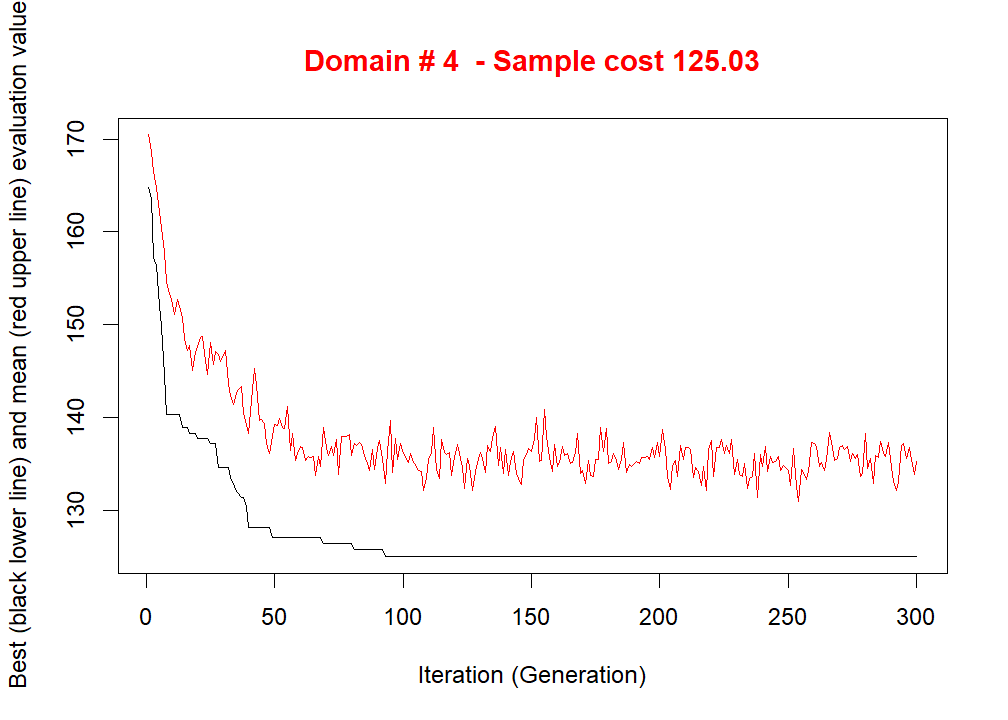 Domain # 4  - Sample cost 125.03
Best (black lower line) and mean (red upper line) evaluation value
170
160
150
140
130
0 50 100 150 200 250 300
Iteration (Generation)